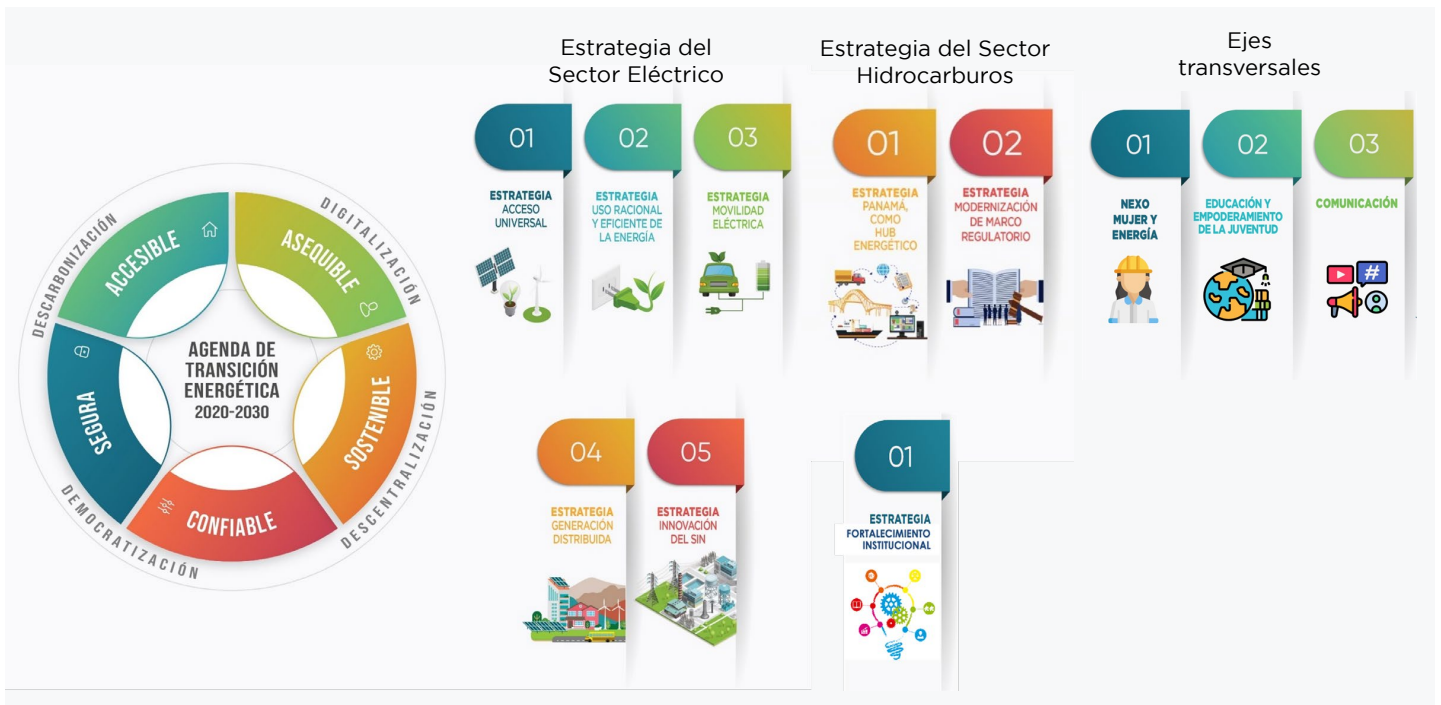 Estrategia del
Sector Eléctrico
01
ESTRATEGIA
ACCESO
UNIVERSAL
02
ESTRATEGIA
USO RACIONAL
Y EFICIENTE DE
LA ENERGÍA
03
ESTRATEGIA
MOVILIDAD
ELÉCTRICA
04
ESTRATEGIA
GENERACIÓN
DISTRIBUIDA
05
ESTRATEGIA
INNOVACIÓN
DEL SIN
Estrategia del Sector
Hidrocarburos
01
ESTRATEGIA
PANAMÁ,
COMO
HUB
ENERGÉTICO
02
ESTRATEGIA
MODERNIZACIÓN
DE MARCO
REGULATORIO
01
ESTRATEGIA
FORTALECIMIENTO
INSTITUCIONAL
Ejes
transversales
01
NEXO
MUJER Y
ENERGÍA
02
EDUCACIÓN Y
EMPODERAMIENTO
DE LA JUVENTUD
03
COMUNICACIÓN
#
DESCARBONIZACIÓN
DIGITALIZACIÓN
DESCENTRALIZACIÓN
DEMOCRATIZACIÓN
ACCESIBLE
ASEQUIBLE
SOSTENIBLE
CONFIABLE
SEGURA
AGENDA DE
TRANSICIÓN
ENERGÉTICA
2020-2030